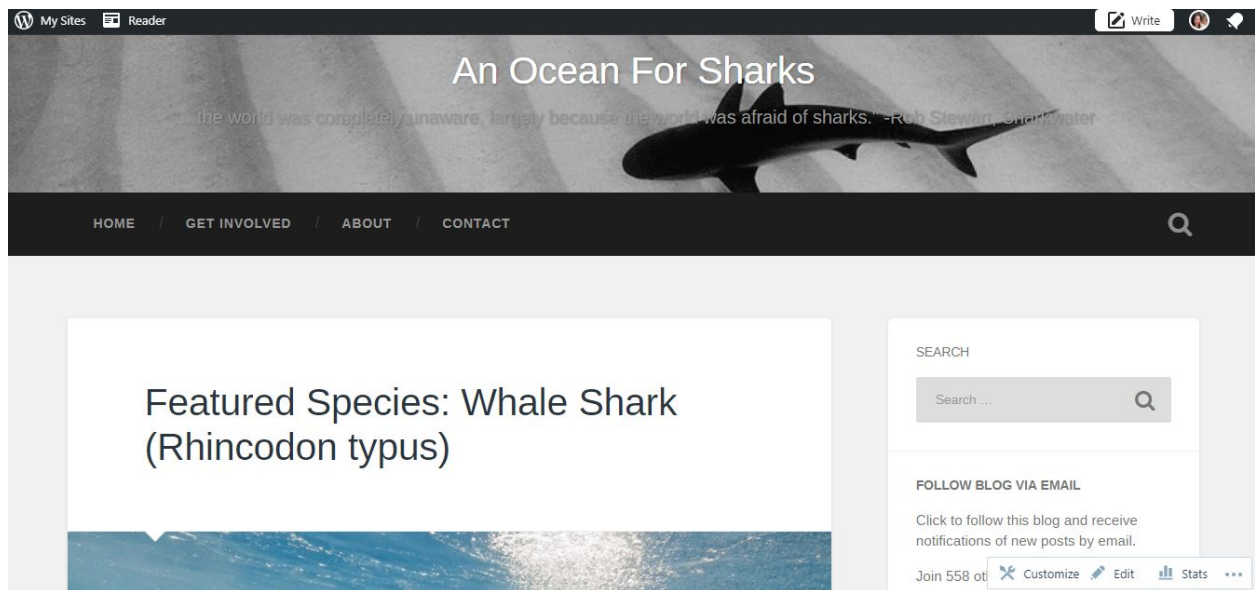 My Sites Reader Write
An Ocean For Sharks
the world was completely unaware, largely because the world was afraid of sharks." -Rob Stewart, Sharkwater
HOME / GET INVOLVED / ABOUT / CONTACT
Featured Species: Whale Shark
(Rhincodon typus)
SEARCH
Search ...
FOLLOW BLOG VIA EMAIL
Click to follow this blog and receive
notifications of new posts by email.
Join 558 ot
Customize Edit Stats